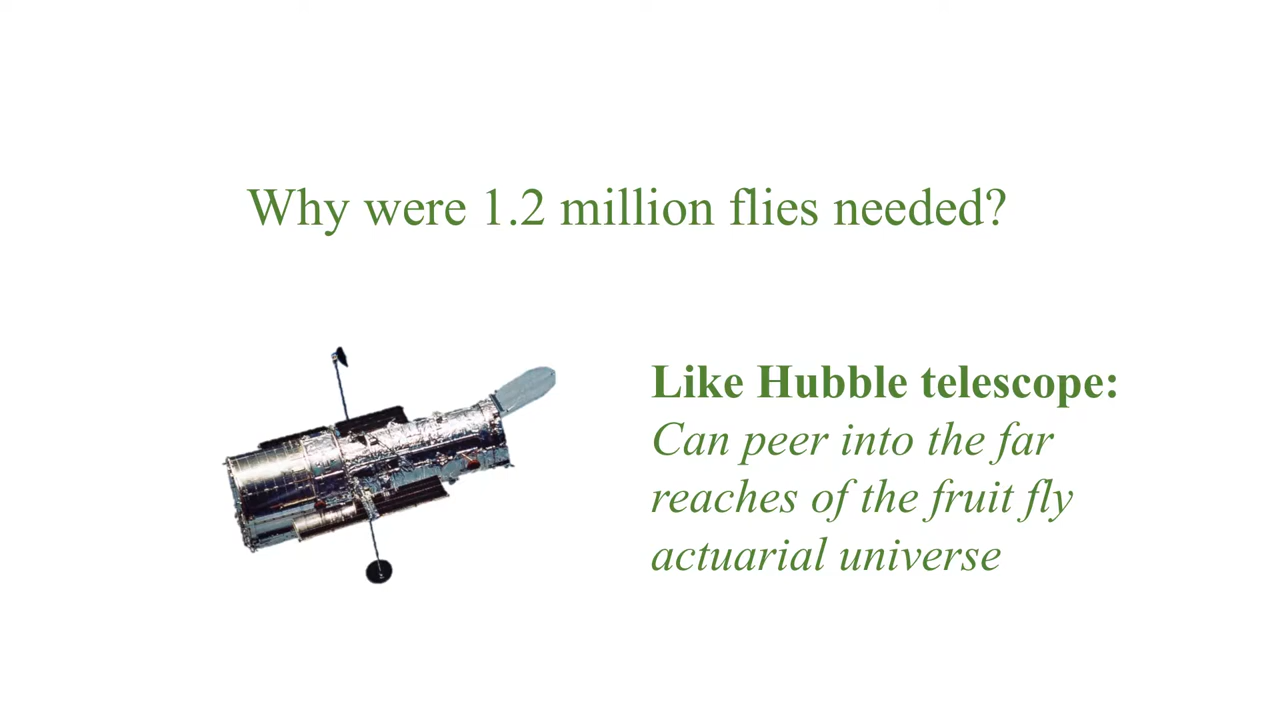 Why were 1.2 million flies needed?
Like Hubble telescope:
Can peer into the far
reaches of the fruit fly
actuarial universe